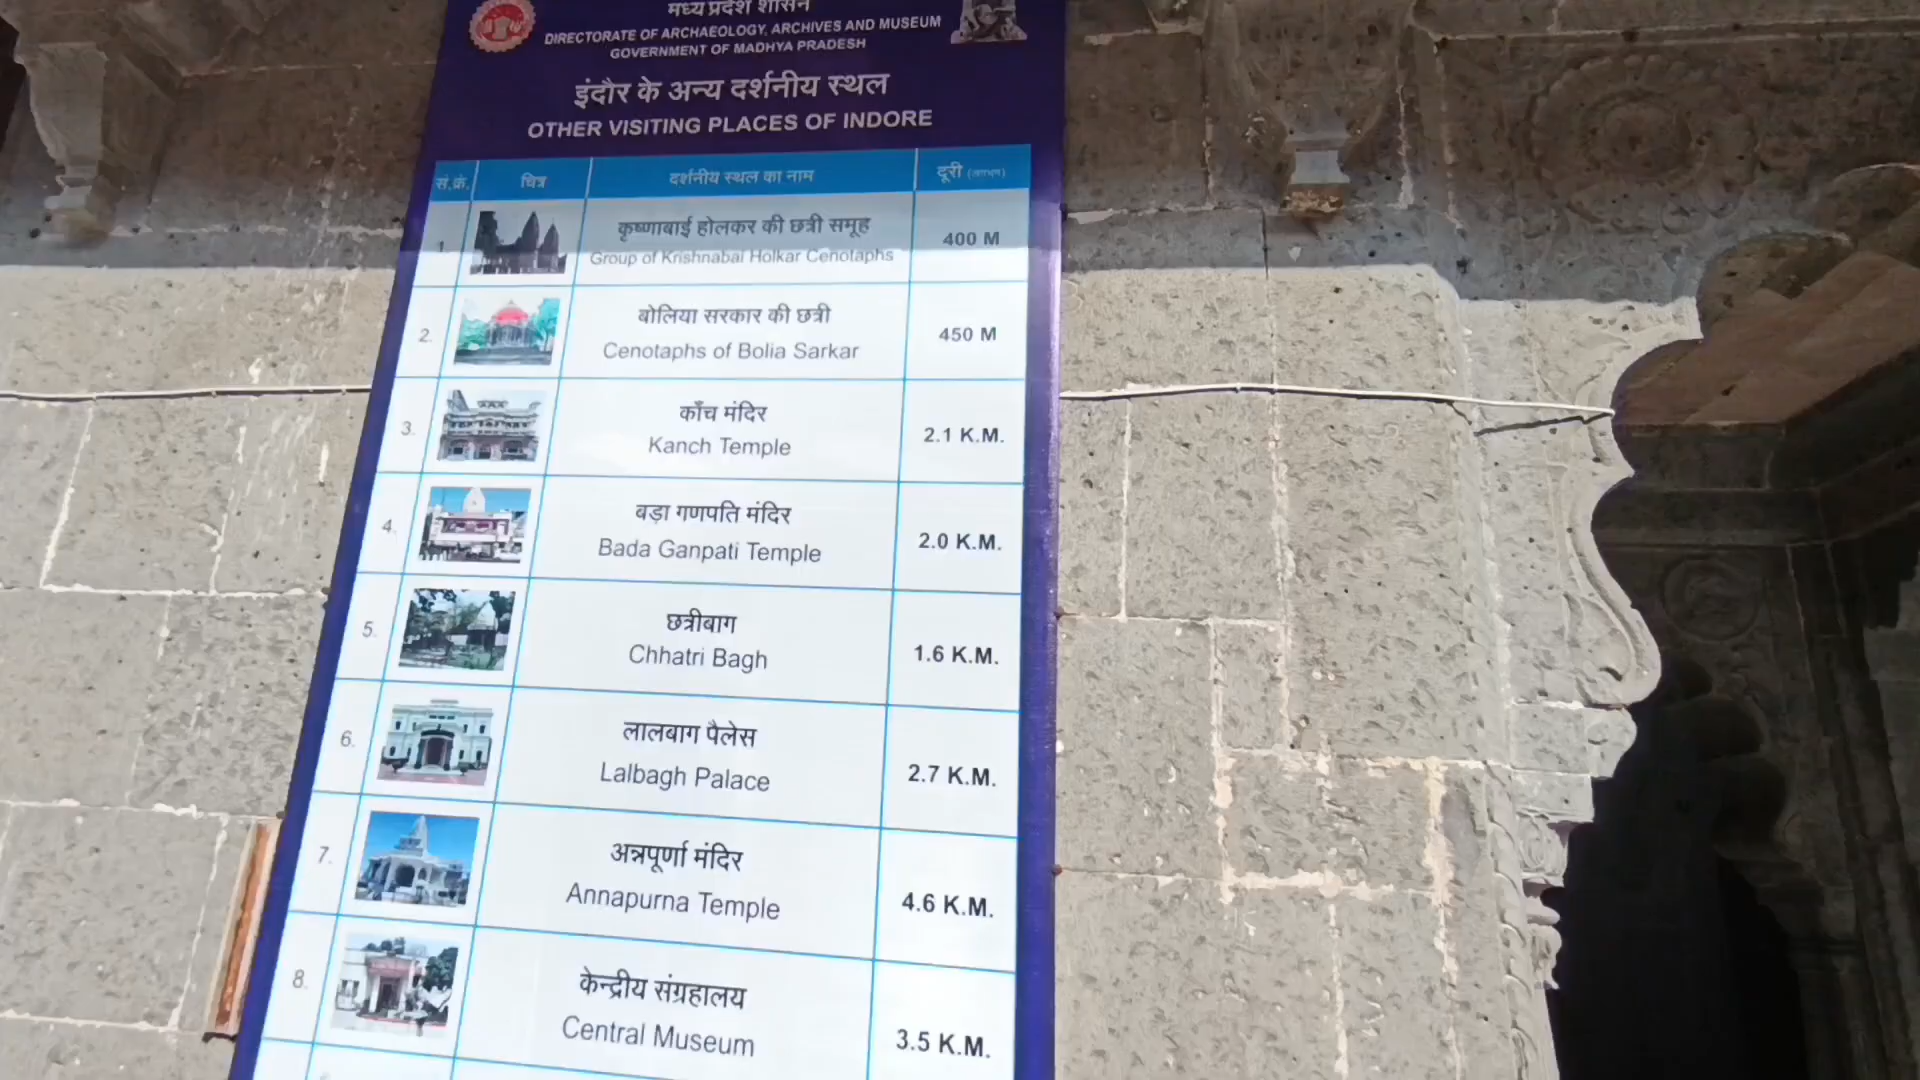 मध्य प्रदेश शासन
DIRECTORATE OF ARCHAEOLOGY, ARCHIVES AND MUSEUM
GOVERNMENT OF MADHYA PRADESH
इंदौर के अन्य दर्शनीय स्थल
OTHER VISITING PLACES OF INDORE
सं.क्रं. चित्र दर्शनीय स्थल का नाम दूरी (लगभग)
1. कृष्णाबाई होलकर की छत्री समूह 400 M
Group of Krishnabai Holkar Cenotaphs
2. बोलिया सरकार की छत्री 450 M
Cenotaphs of Bolia Sarkar
3. काँच मंदिर 2.1 K.M.
Kanch Temple
4. बड़ा गणपति मंदिर 2.0 K.M.
Bada Ganpati Temple
5. छत्रीबाग 1.6 K.M.
Chhatri Bagh
6. लालबाग पैलेस 2.7 K.M.
Lalbagh Palace
7. अन्नपूर्णा मंदिर 4.6 K.M.
Annapurna Temple
8. केन्द्रीय संग्रहालय 3.5 K.M.
Central Museum